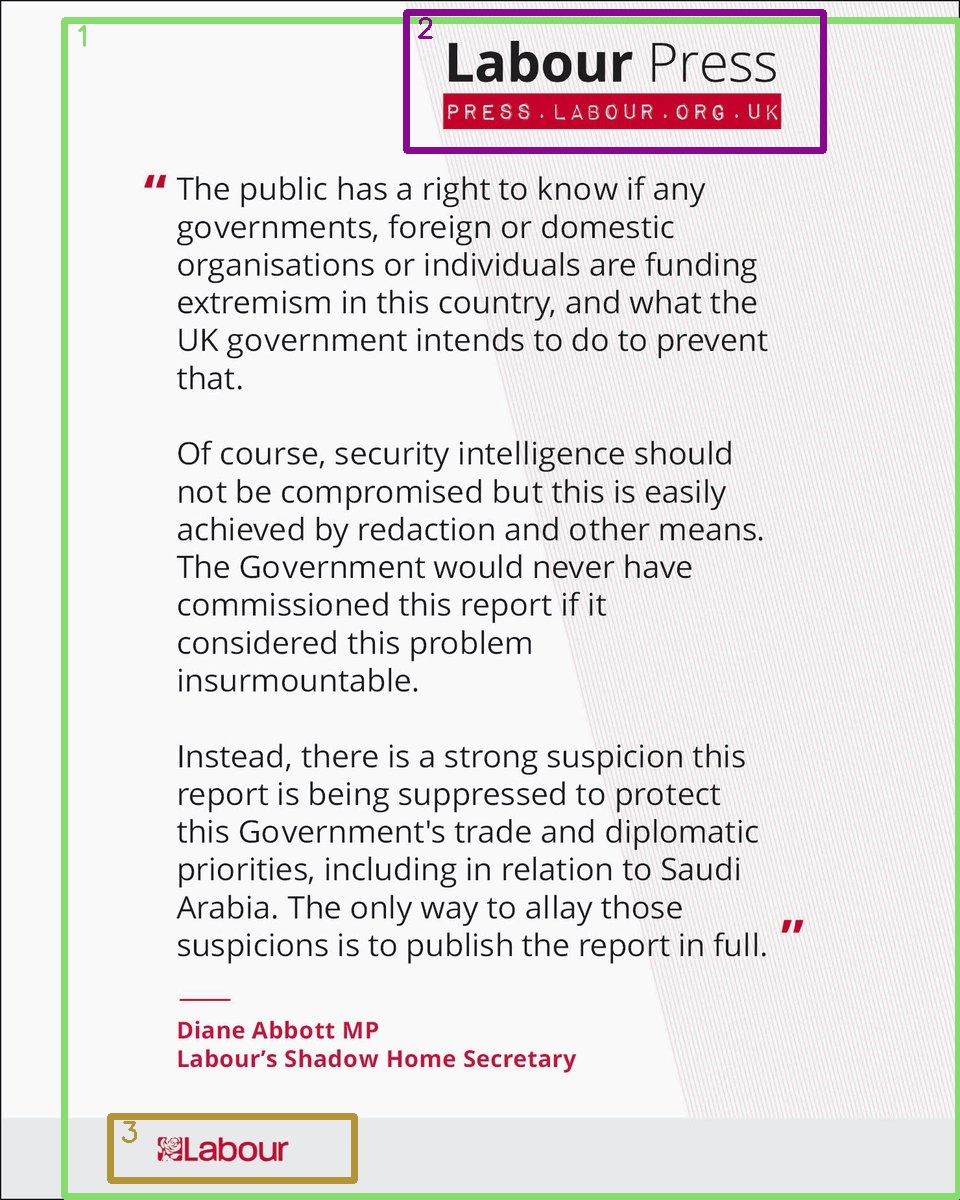 Labour Press
PRESS.LABOUR.ORG.UK
“ The public has a right to know if any
governments, foreign or domestic
organisations or individuals are funding
extremism in this country, and what the
UK government intends to do to prevent
that.
Of course, security intelligence should
not be compromised but this is easily
achieved by redaction and other means.
The Government would never have
commissioned this report if it
considered this problem
insurmountable.
Instead, there is a strong suspicion this
report is being suppressed to protect
this Government's trade and diplomatic
priorities, including in relation to Saudi
Arabia. The only way to allay those
suspicions is to publish the report in full. ”
Diane Abbott MP
Labour’s Shadow Home Secretary
Labour